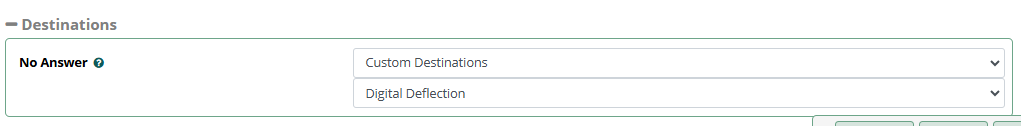 Destinations
No Answer ?
Custom Destinations
Digital Deflection